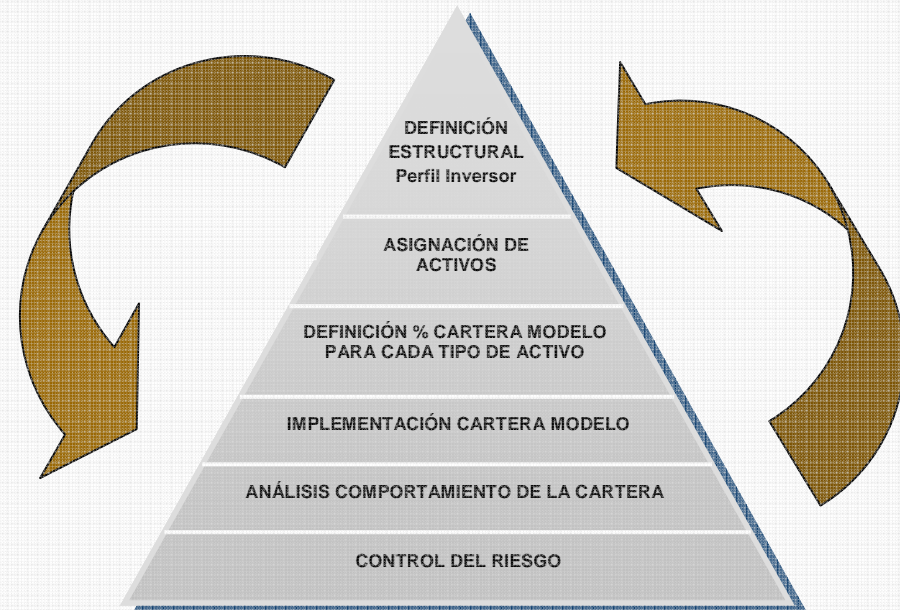 DEFINICIÓN
ESTRUCTURAL
Perfil Inversor
ASIGNACIÓN DE
ACTIVOS
DEFINICIÓN % CARTERA MODELO
PARA CADA TIPO DE ACTIVO
IMPLEMENTACIÓN CARTERA MODELO
ANÁLISIS COMPORTAMIENTO DE LA CARTERA
CONTROL DEL RIESGO